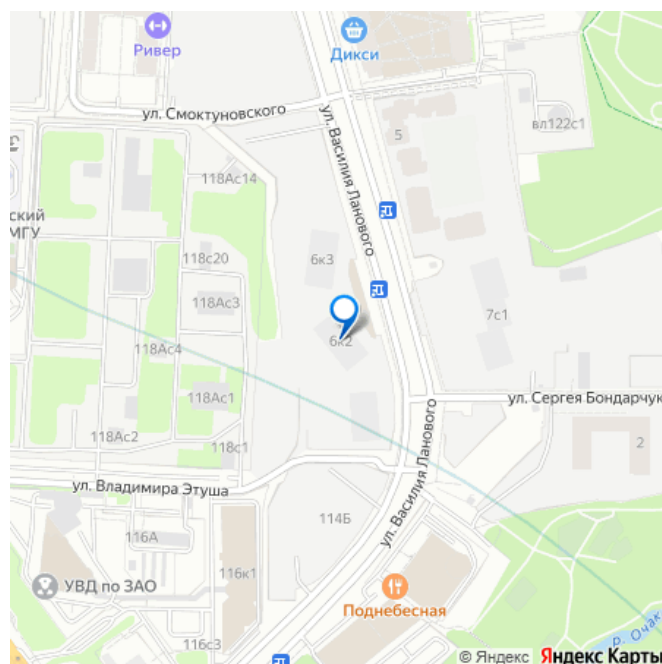 Ривер
Дикси
ул. Смоктуновского
ул. Василия Ланового
5
вл122с1
118Ас14
ский
МГУ
118с20
6к3
118Ас3
7с1
6к2
118Ас4
118Ас1
ул. Сергея Бондарчук
118Ас2
118с1
ул. Василия Ланового
2
ул. Владимира Этуша
114Б
116А
116к1
УВД по ЗАО
Поднебесная
116с3
р. Очак
© Яндекс Яндекс Карты